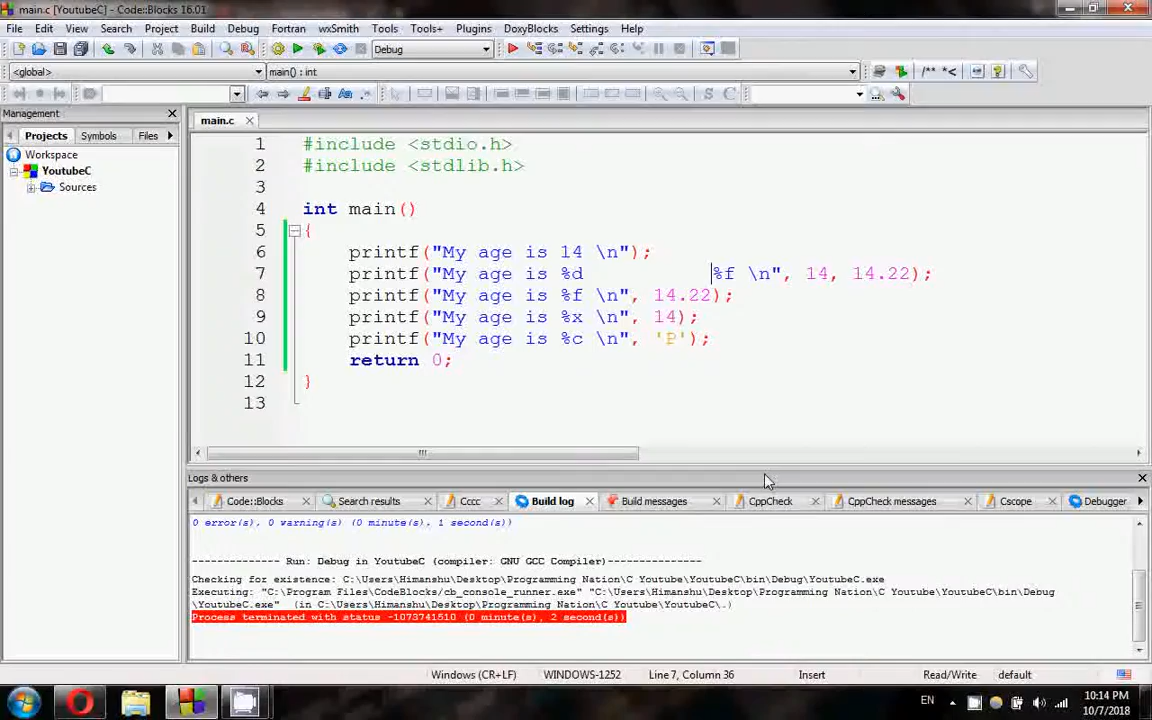 main.c [YoutubeC] - Code::Blocks 16.01
File Edit View Search Project Build Debug Fortran wxSmith Tools Tools+ Plugins DoxyBlocks Settings Help
Debug
<global> main() : int /** *<
S C
Management
main.c
Projects Symbols Files
Workspace
YoutubeC
Sources
1 #include <stdio.h>
2 #include <stdlib.h>
3
4 int main()
5 {
6 printf("My age is 14 \n");
7 printf("My age is %d %f \n", 14, 14.22);
8 printf("My age is %f \n", 14.22);
9 printf("My age is %x \n", 14);
10 printf("My age is %c \n", 'P');
11 return 0;
12 }
13
Logs & others
Code::Blocks Search results Cccc Build log Build messages CppCheck CppCheck messages Cscope Debugger
0 error(s), 0 warning(s) (0 minute(s), 1 second(s))
-------------- Run: Debug in YoutubeC (compiler: GNU GCC Compiler)---------------
Checking for existence: C:\Users\Himanshu\Desktop\Programming Nation\C Youtube\YoutubeC\bin\Debug\YoutubeC.exe
Executing: "C:\Program Files\CodeBlocks/cb_console_runner.exe" "C:\Users\Himanshu\Desktop\Programming Nation\C Youtube\YoutubeC\bin\Debug
\YoutubeC.exe" (in C:\Users\Himanshu\Desktop\Programming Nation\C Youtube\YoutubeC\.)
Process terminated with status -1073741510 (0 minute(s), 2 second(s))
Windows (CR+LF) WINDOWS-1252 Line 7, Column 36 Insert Read/Write default
EN 10:14 PM
10/7/2018